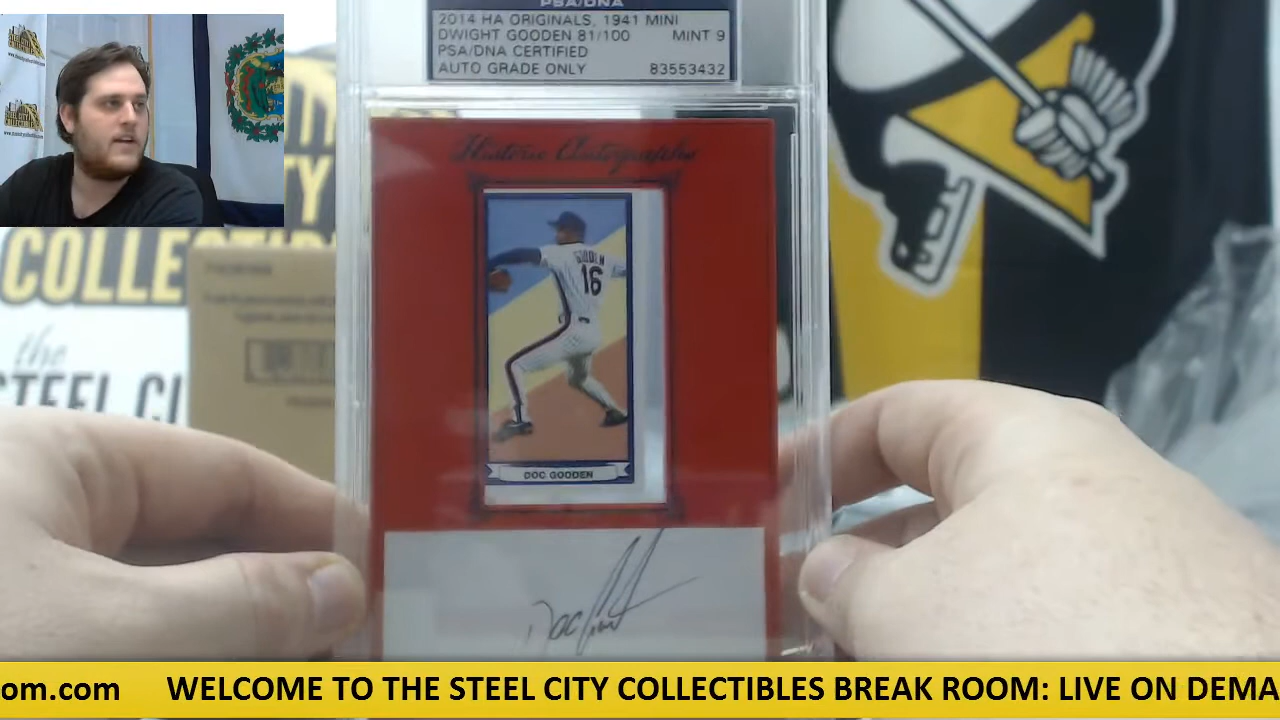 PSA/DNA
2014 HA ORIGINALS, 1941 MINI
DWIGHT GOODEN 81/100 MINT 9
PSA/DNA CERTIFIED
AUTO GRADE ONLY 83553432
Historic Autographs
GOODEN
16
DOC GOODEN
Doc
COLLECTIB
the
STEEL CI
om.com WELCOME TO THE STEEL CITY COLLECTIBLES BREAK ROOM: LIVE ON DEMA